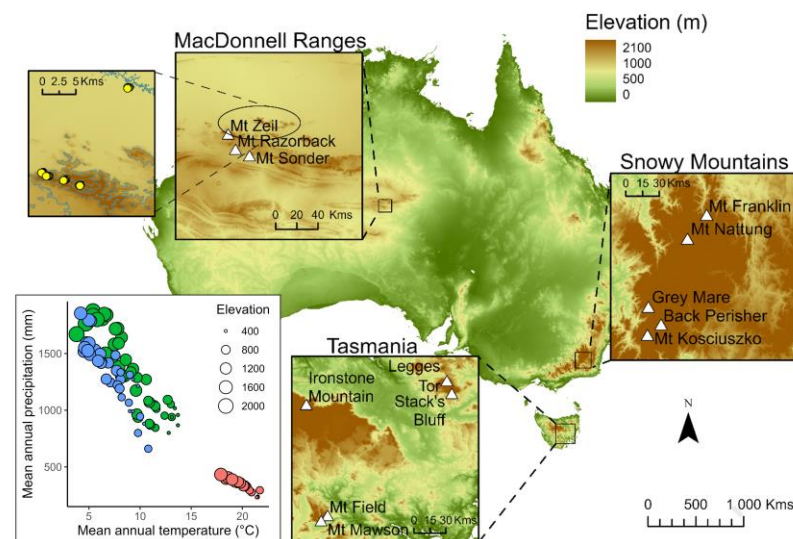 Elevation (m)
2100
1000
500
0
MacDonnell Ranges
0 2.5 5 Kms
Mt Zeil
Mt Razorback
Mt Sonder
0 20 40 Kms
Snowy Mountains
0 15 30 Kms
Mt Franklin
Mt Nattung
Grey Mare
Back Perisher
Mt Kosciuszko
Mean annual precipitation (mm)
1500
1000
500
Elevation
400
800
1200
1600
2000
5 10 15 20
Mean annual temperature (°C)
Tasmania
Ironstone
Mountain
Legges
Tor
Stack's
Bluff
Mt Field
Mt Mawson
0 15 30 Kms
N
0 500 1 000 Kms